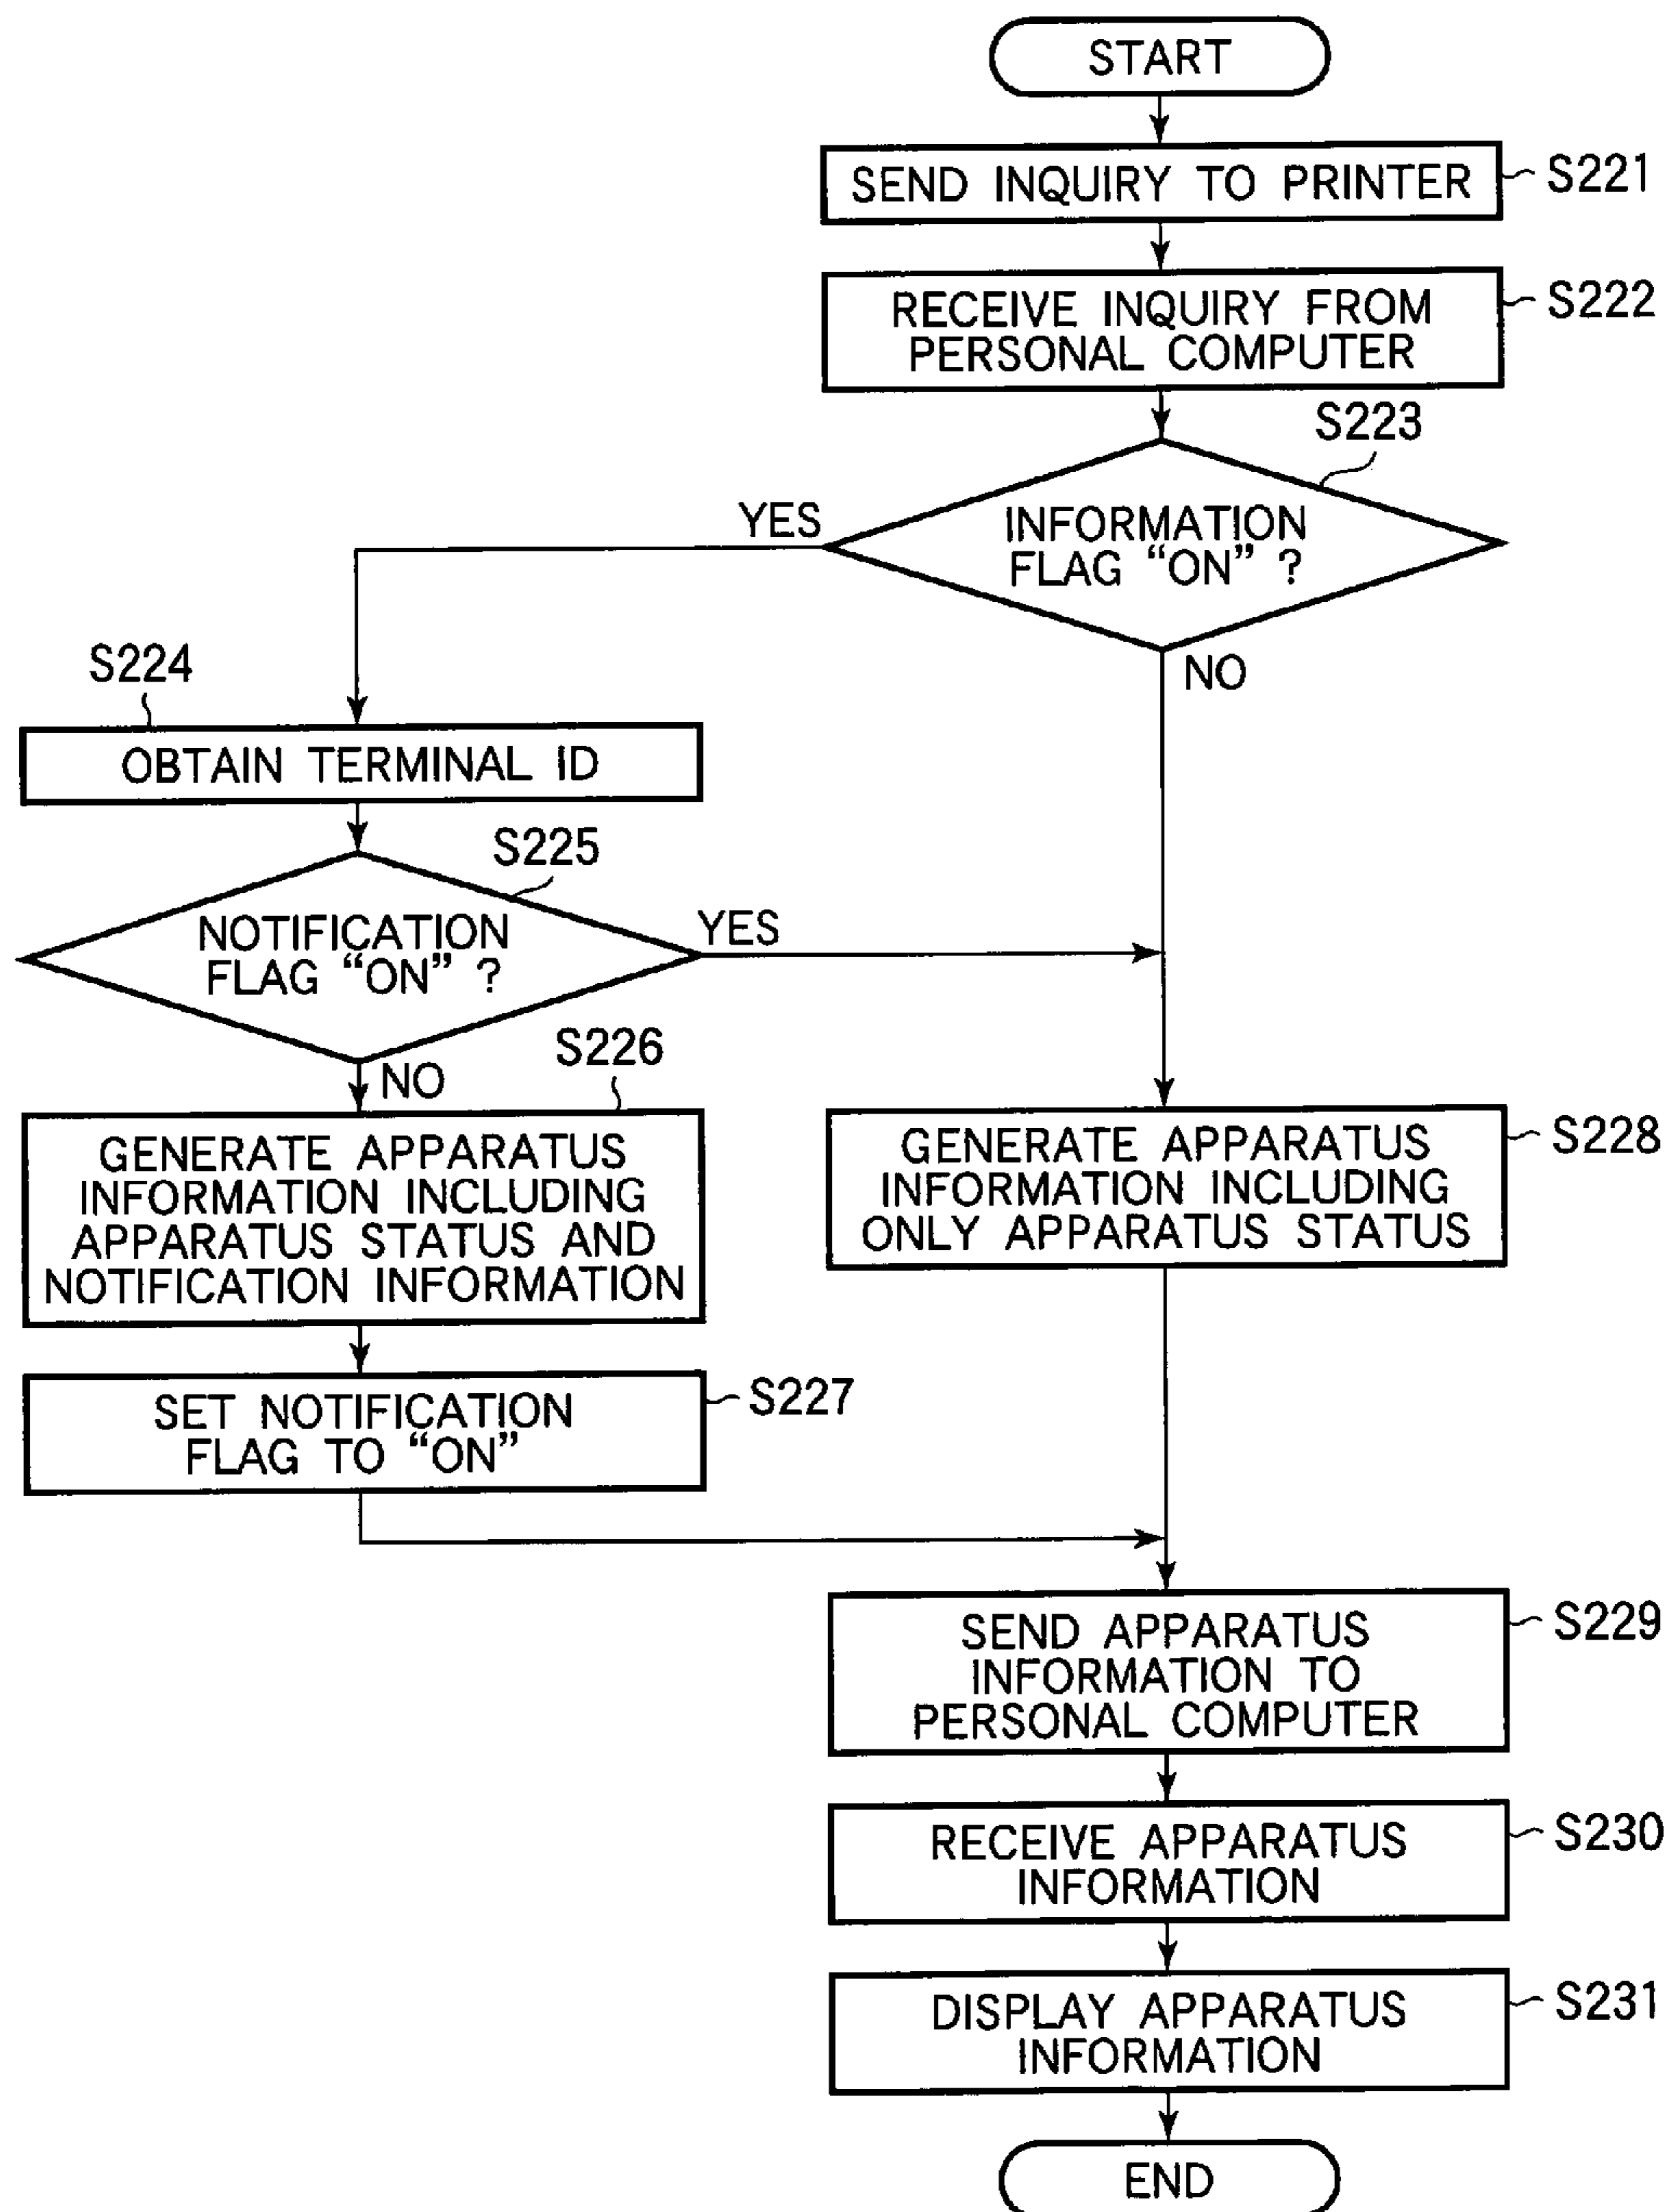 START
SEND INQUIRY TO PRINTER
S221
RECEIVE INQUIRY FROM
PERSONAL COMPUTER
S222
S223
INFORMATION
FLAG “ON” ?
YES
NO
S224
OBTAIN TERMINAL ID
S225
NOTIFICATION
FLAG “ON” ?
YES
NO
S226
GENERATE APPARATUS
INFORMATION INCLUDING
APPARATUS STATUS AND
NOTIFICATION INFORMATION
GENERATE APPARATUS
INFORMATION INCLUDING
ONLY APPARATUS STATUS
S228
SET NOTIFICATION
FLAG TO “ON”
S227
SEND APPARATUS
INFORMATION TO
PERSONAL COMPUTER
S229
RECEIVE APPARATUS
INFORMATION
S230
DISPLAY APPARATUS
INFORMATION
S231
END